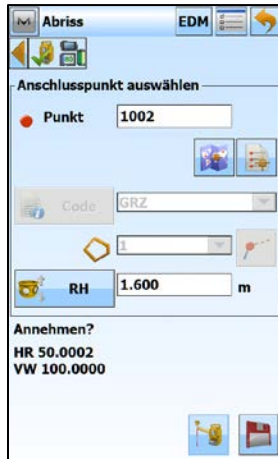 Abriss EDM
Anschlusspunkt auswählen
Punkt 1002
Code GRZ
1
RH 1.600 m
Annehmen?
HR 50.0002
VW 100.0000